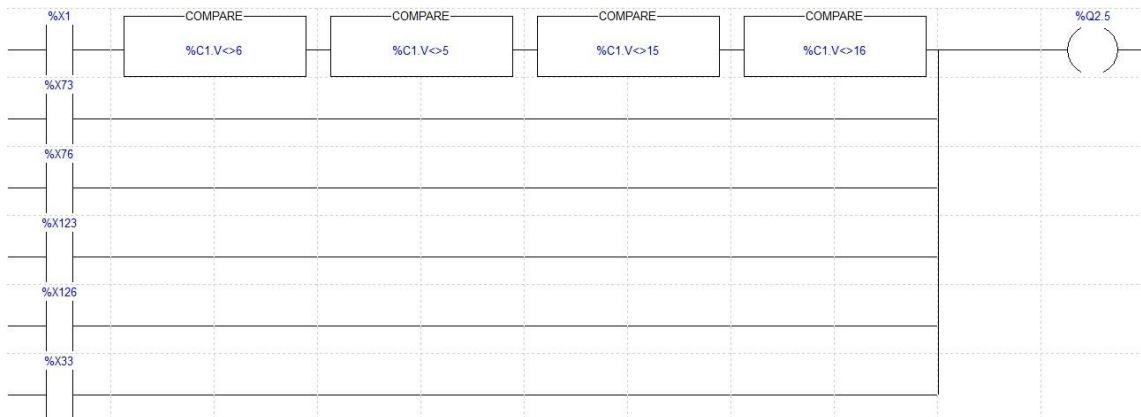 %X1 COMPARE COMPARE COMPARE COMPARE %Q2.5
%C1.V<>6 %C1.V<>5 %C1.V<>15 %C1.V<>16
%X73
%X76
%X123
%X126
%X33